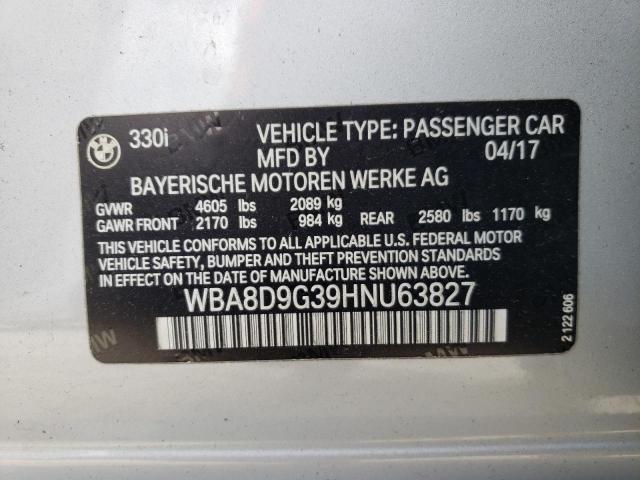 330i VEHICLE TYPE: PASSENGER CAR
MFD BY 04/17
BAYERISCHE MOTOREN WERKE AG
GVWR 4605 lbs 2089 kg
GAWR FRONT 2170 lbs 984 kg REAR 2580 lbs 1170 kg
THIS VEHICLE CONFORMS TO ALL APPLICABLE U.S. FEDERAL MOTOR
VEHICLE SAFETY, BUMPER AND THEFT PREVENTION STANDARDS
IN EFFECT ON THE DATE OF MANUFACTURE SHOWN ABOVE.
WBA8D9G39HNU63827
2 122 606